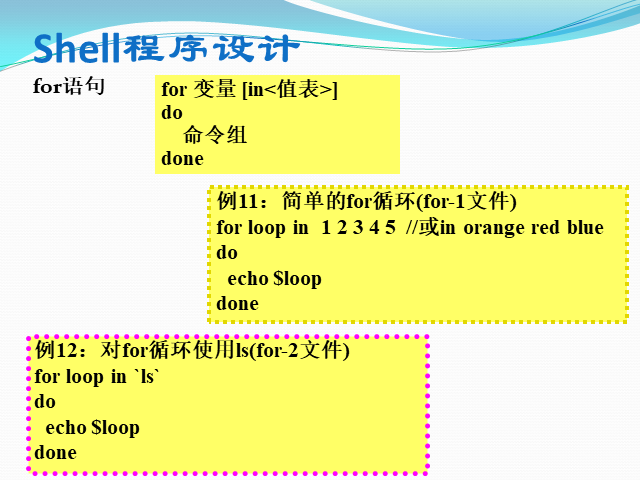 Shell程序设计
for语句
for 变量 [in<值表>]
do
命令组
done
例11：简单的for循环(for-1文件)
for loop in 1 2 3 4 5 //或in orange red blue
do
echo $loop
done
例12：对for循环使用ls(for-2文件)
for loop in `ls`
do
echo $loop
done